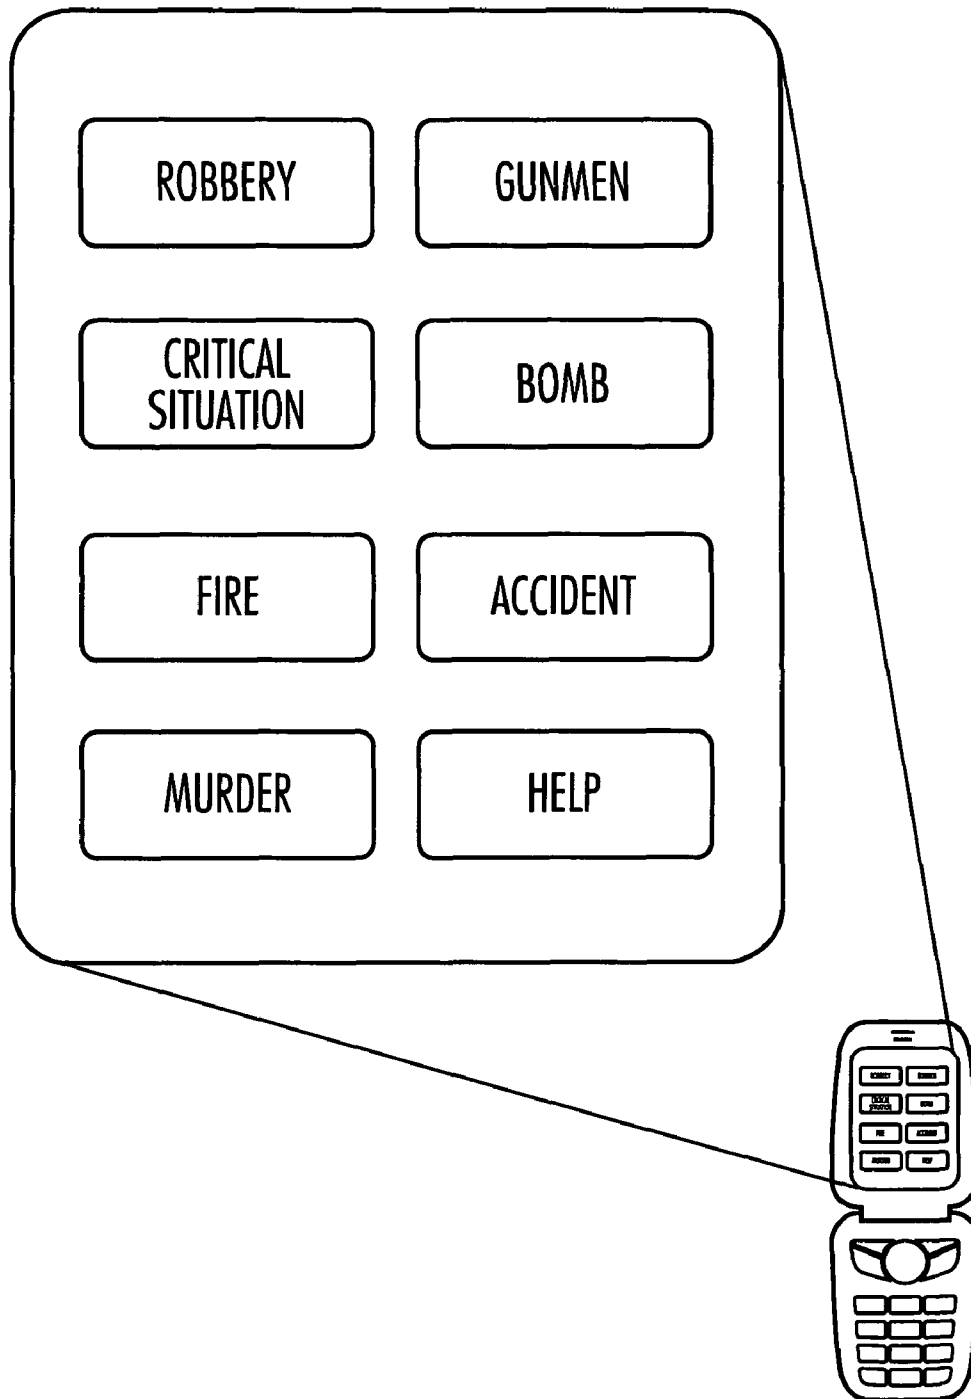 ROBBERY
GUNMEN
CRITICAL
SITUATION
BOMB
FIRE
ACCIDENT
MURDER
HELP